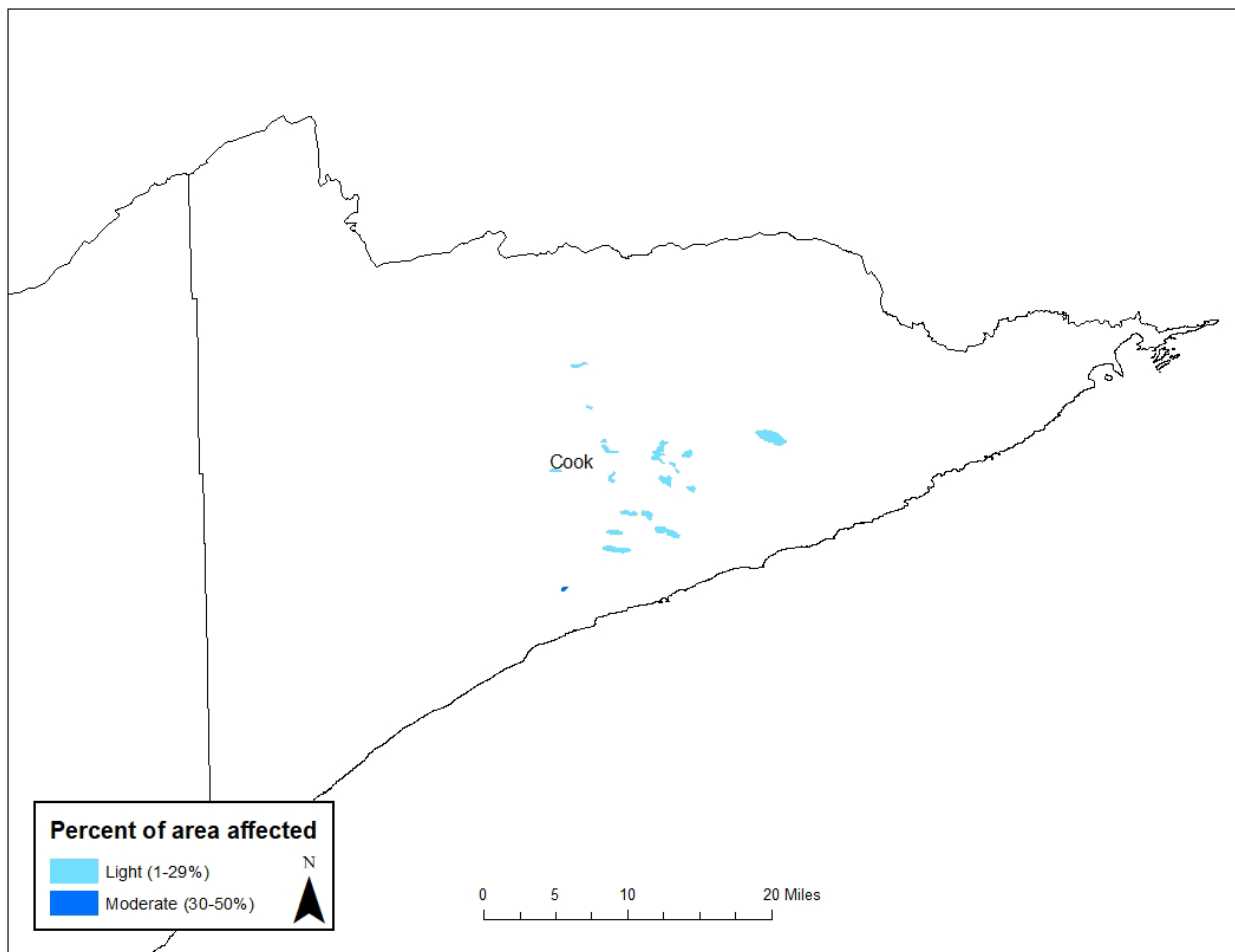 Cook
Percent of area affected
Light (1-29%)
Moderate (30-50%)
N
0 5 10 20 Miles